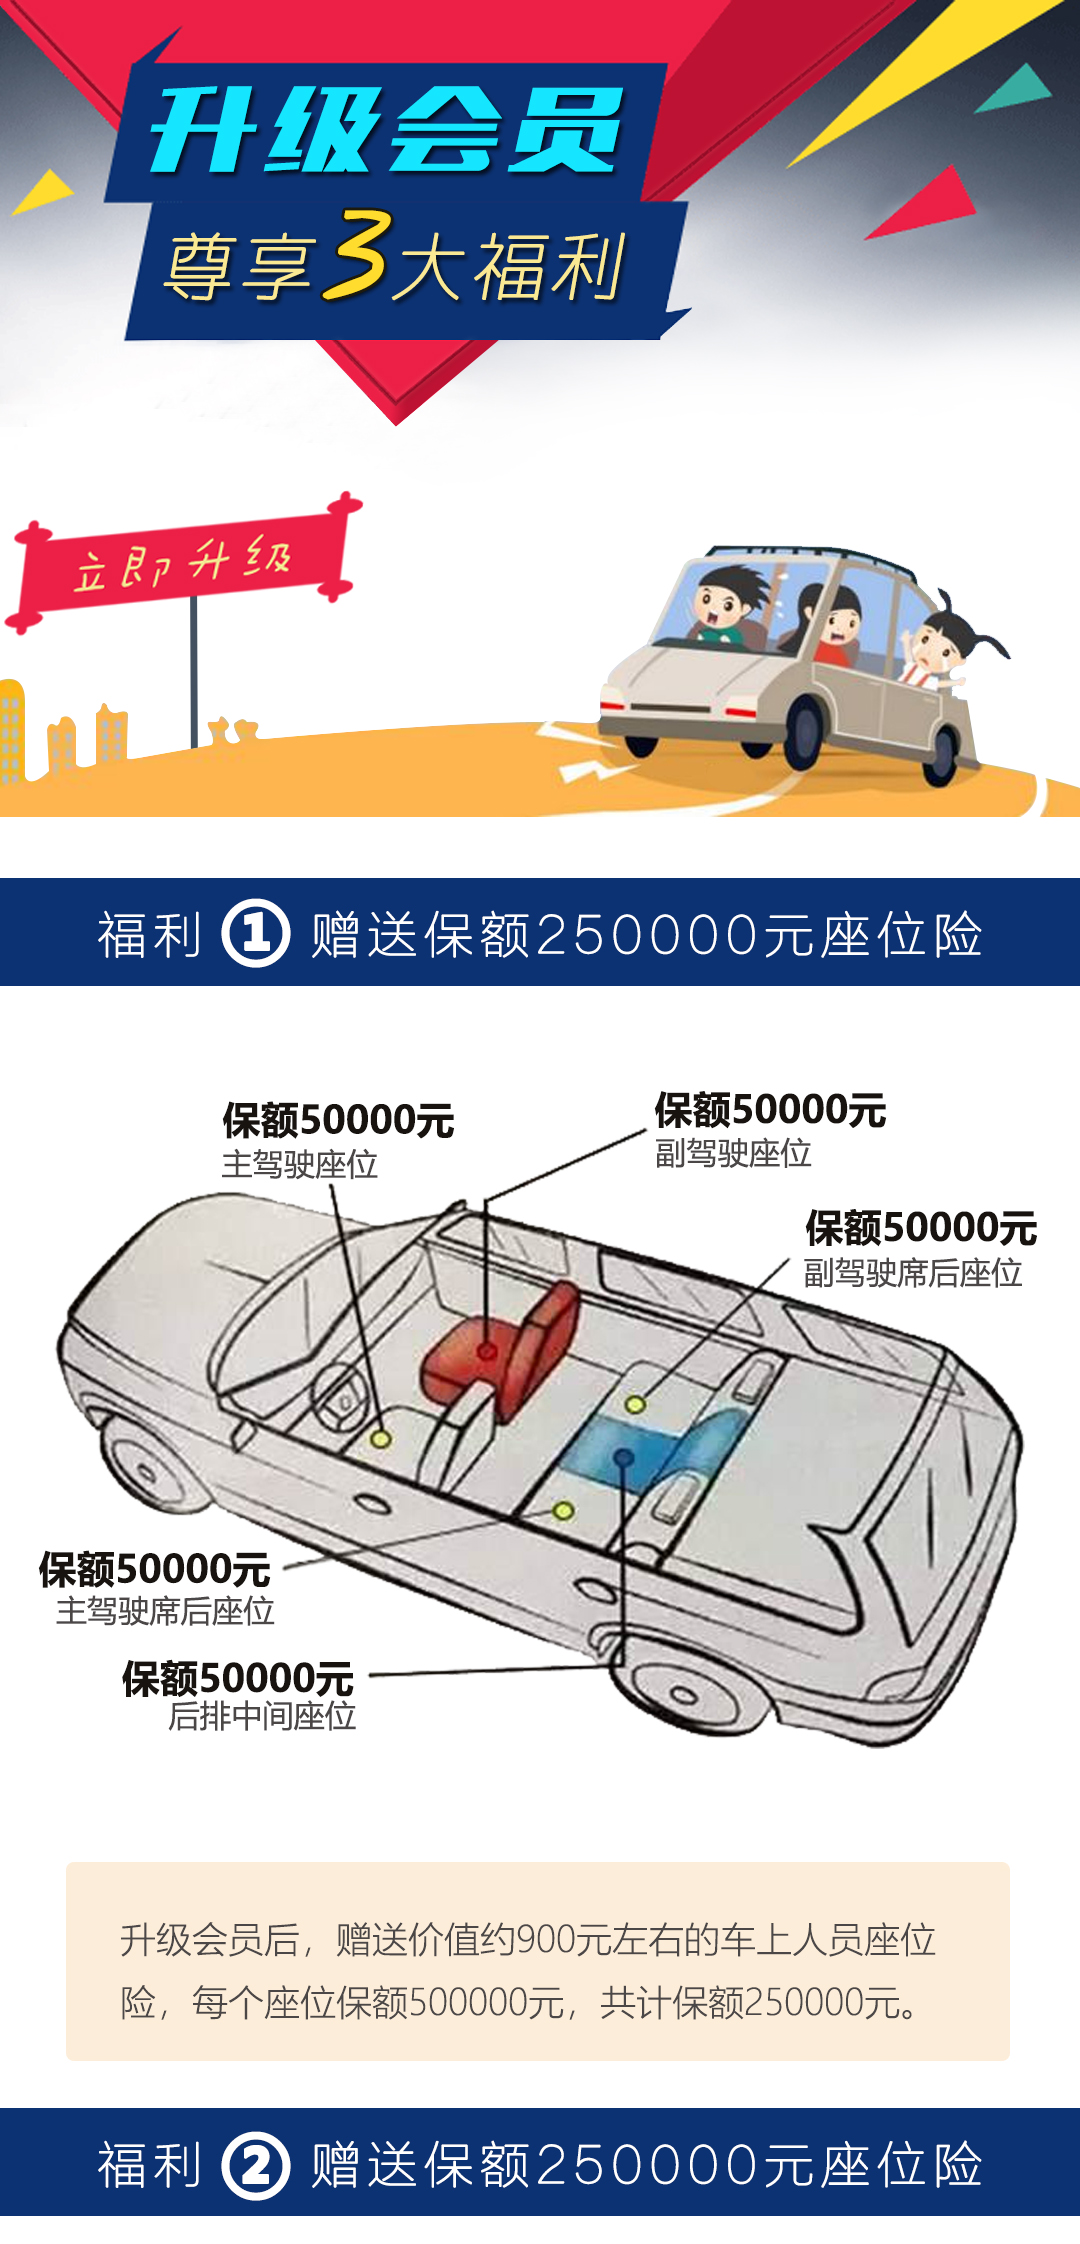 升级会员
尊享3大福利
立即升级
福利①赠送保额250000元座位险
保额50000元
主驾驶座位
保额50000元
副驾驶座位
保额50000元
副驾驶席后座位
保额50000元
主驾驶席后座位
保额50000元
后排中间座位
升级会员后，赠送价值约900元左右的车上人员座位
险，每个座位保额500000元，共计保额250000元。
福利②赠送保额250000元座位险